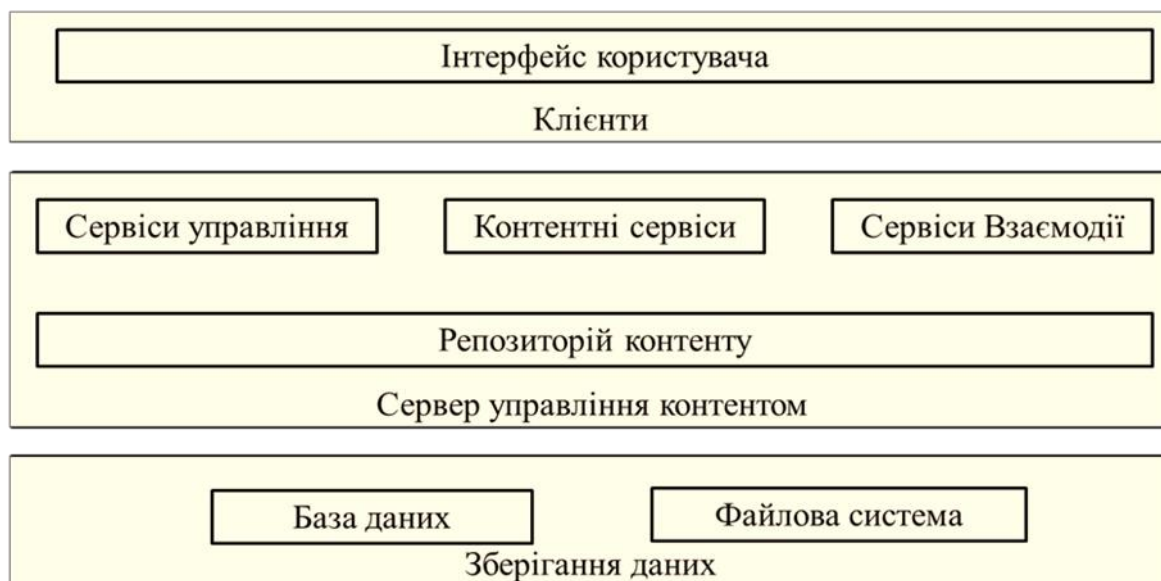 Інтерфейс користувача
Клієнти
Сервіси управління
Контентні сервіси
Сервіси Взаємодії
Репозиторій контенту
Сервер управління контентом
База даних
Файлова система
Зберігання даних